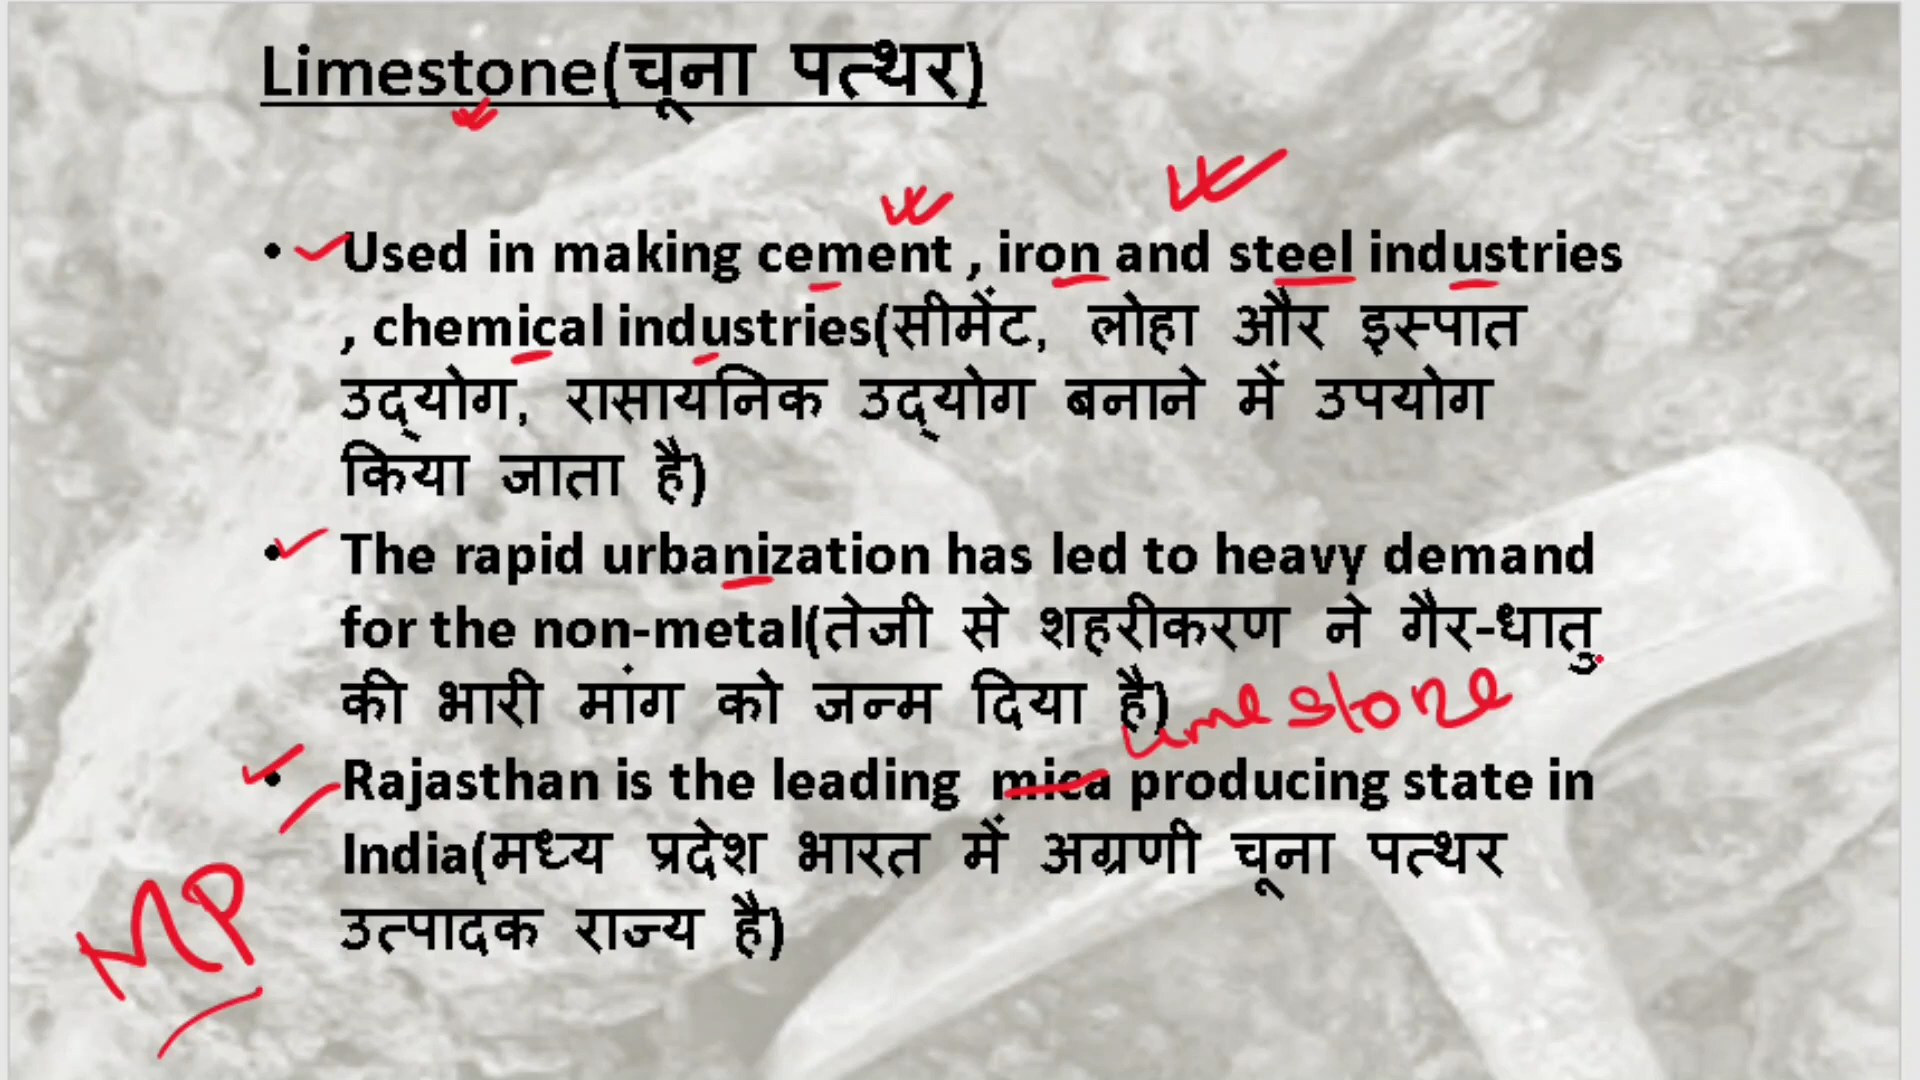 Limestone(चूना पत्थर)
• Used in making cement , iron and steel industries
, chemical industries(सीमेंट, लोहा और इस्पात
उद्योग, रासायनिक उद्योग बनाने में उपयोग
किया जाता है)
• The rapid urbanization has led to heavy demand
for the non-metal(तेजी से शहरीकरण ने गैर-धातु
की भारी मांग को जन्म दिया है)
limestone
• Rajasthan is the leading mica producing state in
India(मध्य प्रदेश भारत में अग्रणी चूना पत्थर
उत्पादक राज्य है)
MP